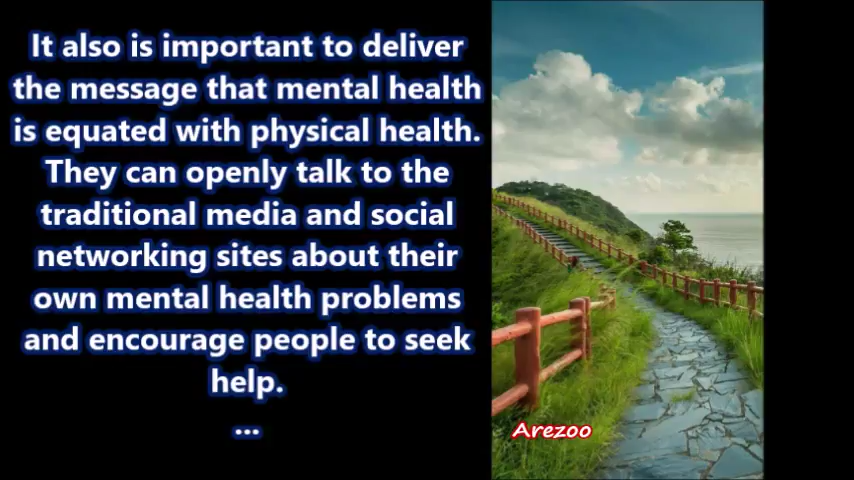 It also is important to deliver
the message that mental health
is equated with physical health.
They can openly talk to the
traditional media and social
networking sites about their
own mental health problems
and encourage people to seek
help.
...
Arezoo